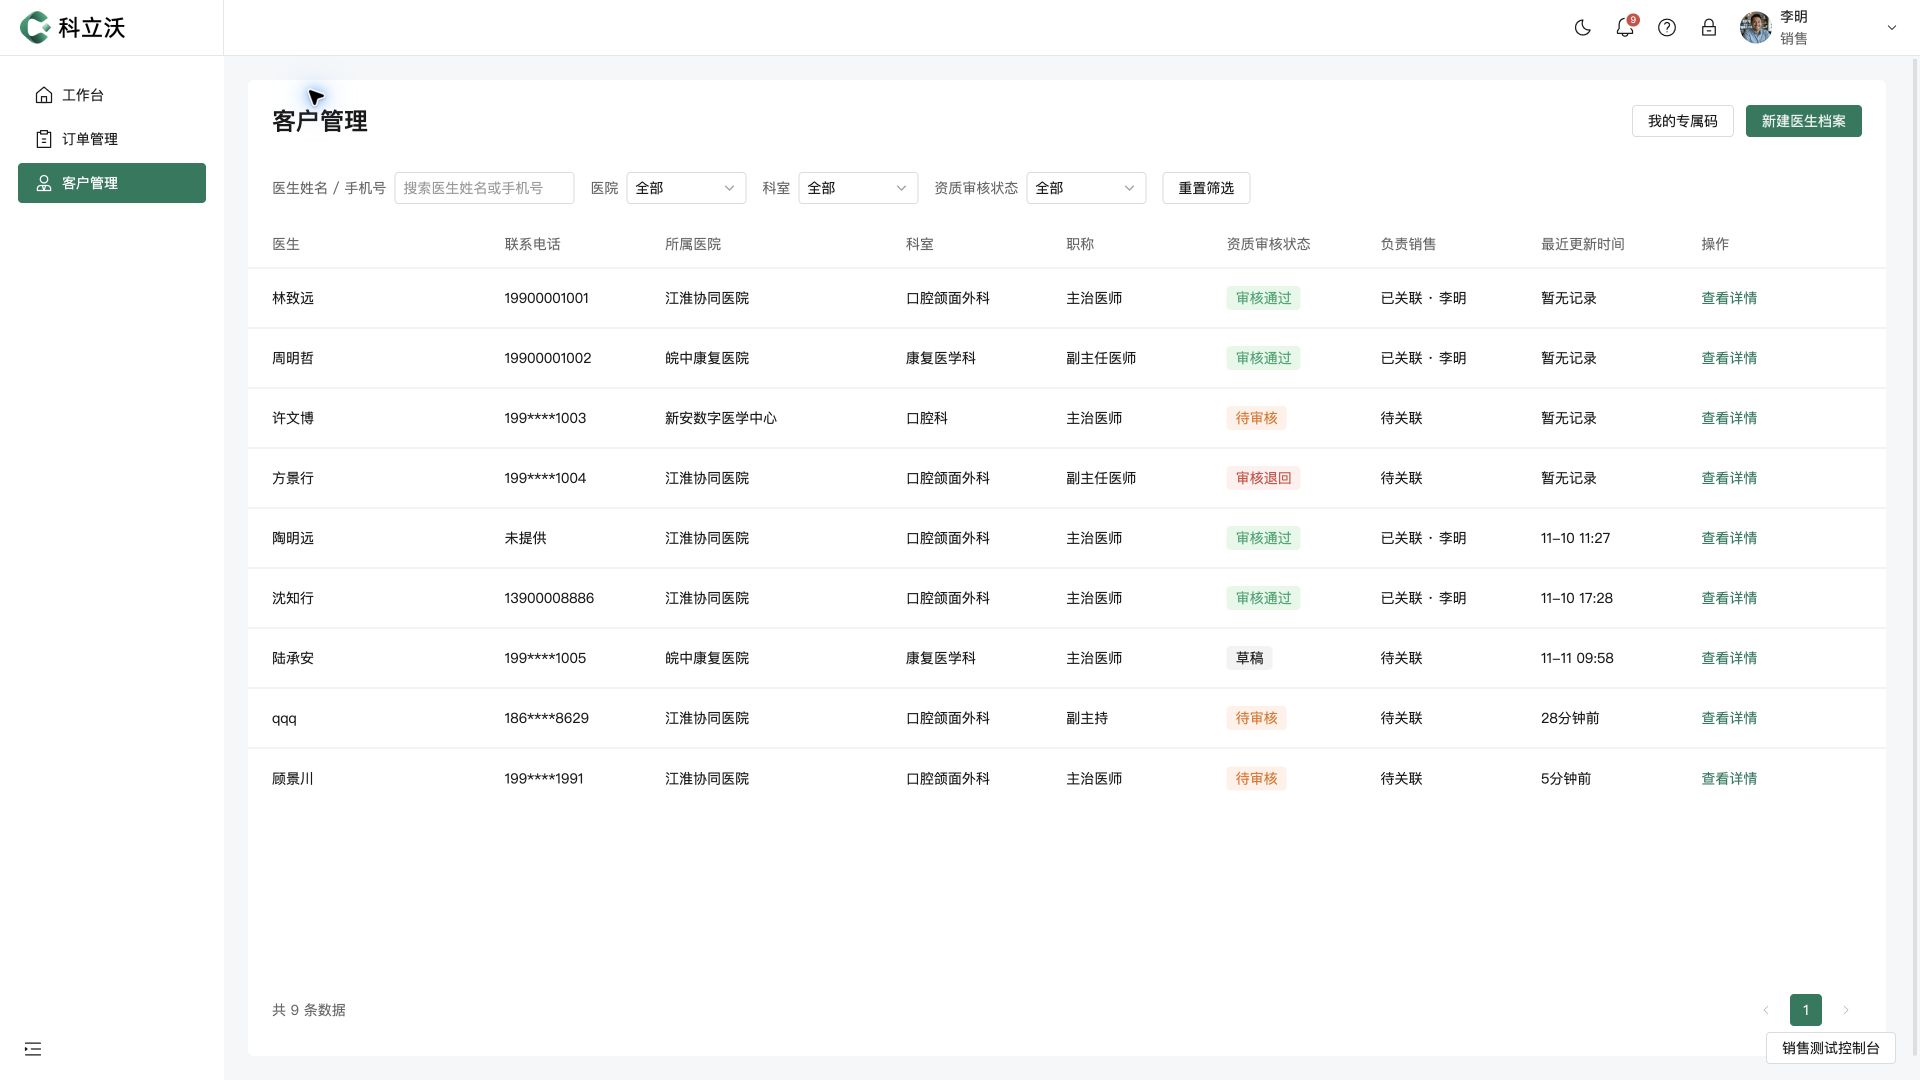 科立沃
9
李明
销售
工作台
订单管理
客户管理
客户管理
我的专属码
新建医生档案
医生姓名 / 手机号 搜索医生姓名或手机号 医院 全部 科室 全部 资质审核状态 全部 重置筛选
医生 联系电话 所属医院 科室 职称 资质审核状态 负责销售 最近更新时间 操作
林致远 19900001001 江淮协同医院 口腔颌面外科 主治医师 审核通过 已关联 · 李明 暂无记录 查看详情
周明哲 19900001002 皖中康复医院 康复医学科 副主任医师 审核通过 已关联 · 李明 暂无记录 查看详情
许文博 199****1003 新安数字医学中心 口腔科 主治医师 待审核 待关联 暂无记录 查看详情
方景行 199****1004 江淮协同医院 口腔颌面外科 副主任医师 审核退回 待关联 暂无记录 查看详情
陶明远 未提供 江淮协同医院 口腔颌面外科 主治医师 审核通过 已关联 · 李明 11-10 11:27 查看详情
沈知行 13900008886 江淮协同医院 口腔颌面外科 主治医师 审核通过 已关联 · 李明 11-10 17:28 查看详情
陆承安 199****1005 皖中康复医院 康复医学科 主治医师 草稿 待关联 11-11 09:58 查看详情
qqq 186****8629 江淮协同医院 口腔颌面外科 副主持 待审核 待关联 28分钟前 查看详情
顾景川 199****1991 江淮协同医院 口腔颌面外科 主治医师 待审核 待关联 5分钟前 查看详情
共 9 条数据
1
销售测试控制台